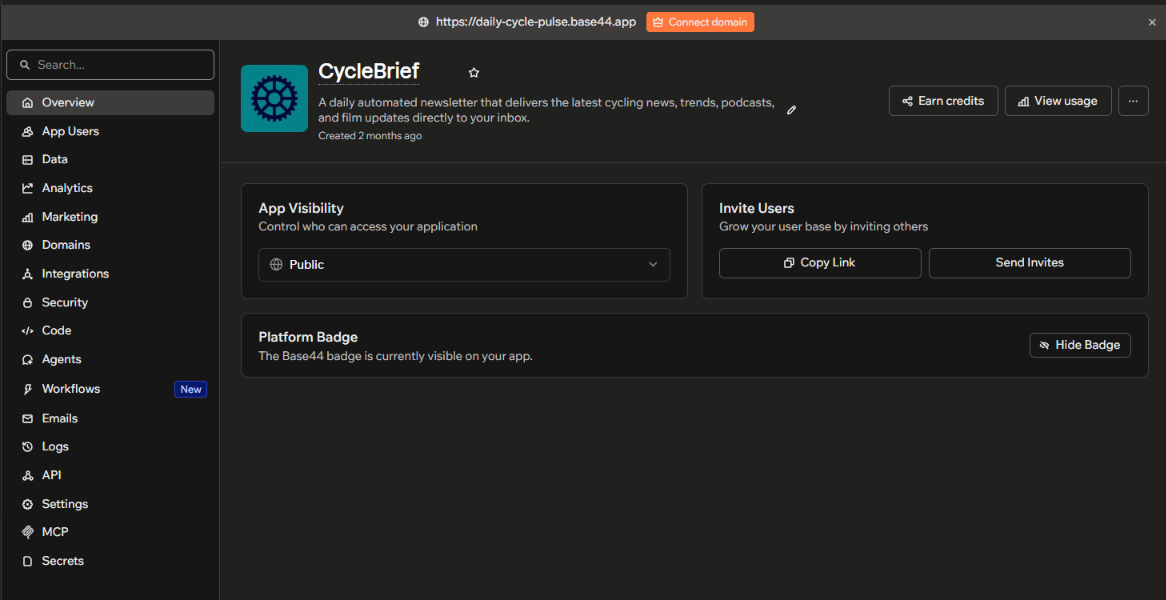 https://daily-cycle-pulse.base44.app
Connect domain
Search...
Overview
App Users
Data
Analytics
Marketing
Domains
Integrations
Security
Code
Agents
Workflows
New
Emails
Logs
API
Settings
MCP
Secrets
CycleBrief
A daily automated newsletter that delivers the latest cycling news, trends, podcasts,
and film updates directly to your inbox.
Created 2 months ago
Earn credits
View usage
...
App Visibility
Control who can access your application
Public
Invite Users
Grow your user base by inviting others
Copy Link
Send Invites
Platform Badge
The Base44 badge is currently visible on your app.
Hide Badge